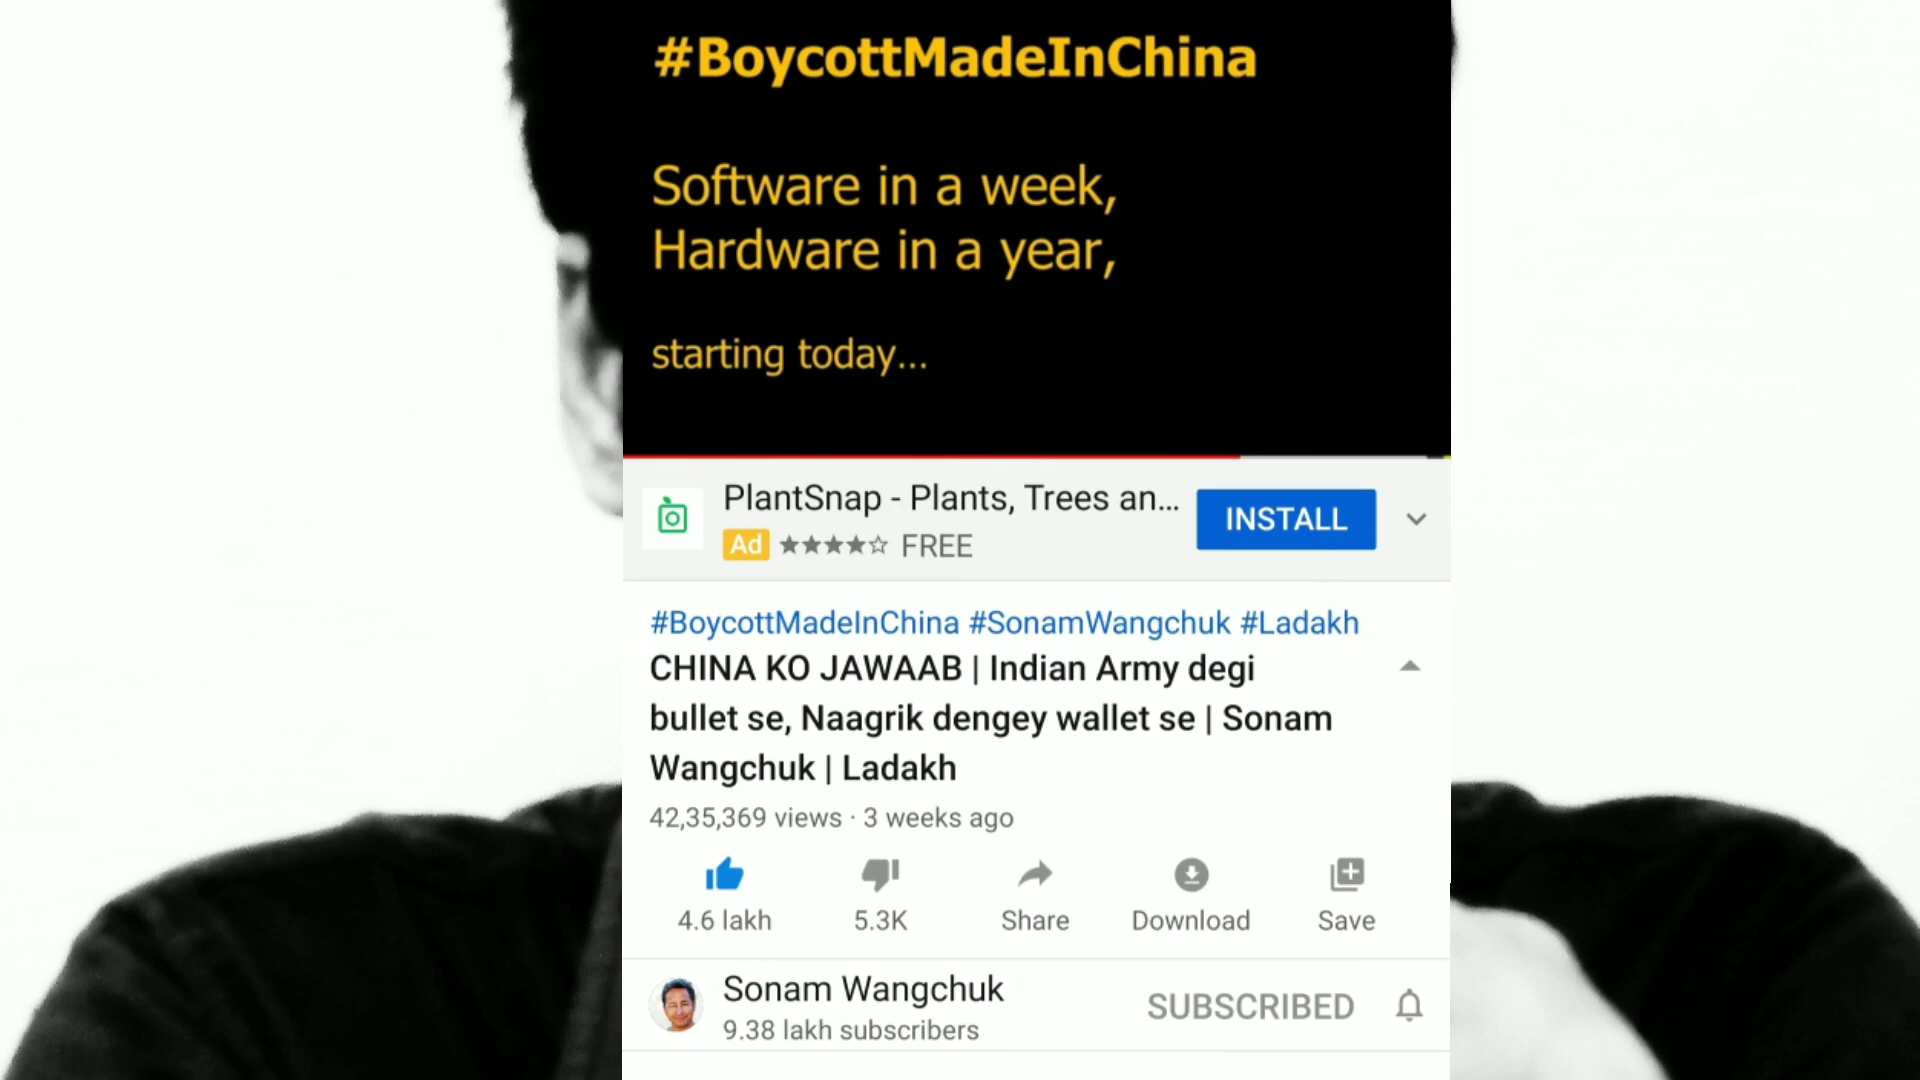 #BoycottMadeInChina
Software in a week,
Hardware in a year,
starting today...
PlantSnap - Plants, Trees an...
Ad FREE
INSTALL
#BoycottMadeInChina #SonamWangchuk #Ladakh
CHINA KO JAWAAB | Indian Army degi
bullet se, Naagrik dengey wallet se | Sonam
Wangchuk | Ladakh
42,35,369 views · 3 weeks ago
4.6 lakh 5.3K Share Download Save
Sonam Wangchuk
9.38 lakh subscribers
SUBSCRIBED